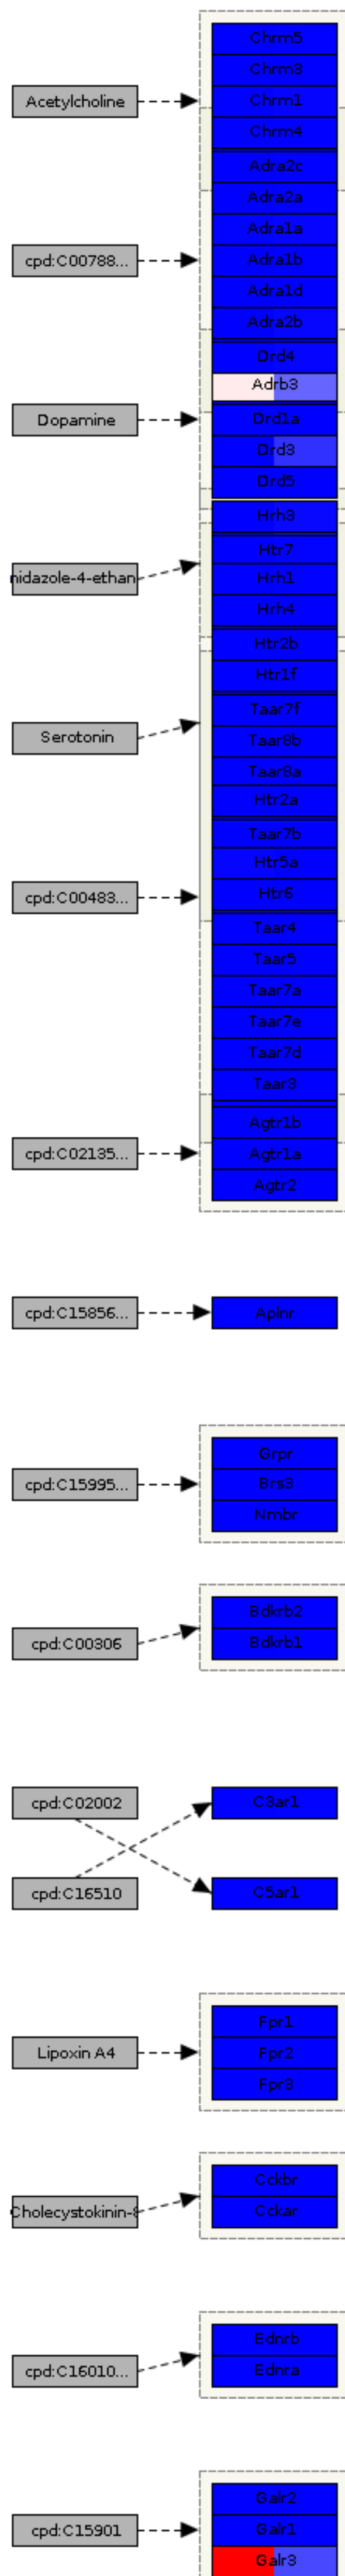 Chrm5
Chrm3
Acetylcholine
Chrm1
Chrm4
Adra2c
Adra2a
Adra1a
cpd:C00788...
Adra1b
Adra1d
Adra2b
Drd4
Adrb3
Dopamine
Drd1a
Drd3
Drd5
Hrh3
Htr7
nidazole-4-ethan
Hrh1
Hrh4
Htr2b
Htr1f
Taar7f
Serotonin
Taar8b
Taar8a
Htr2a
Taar7b
Htr5a
cpd:C00483...
Htr6
Taar4
Taar5
Taar7a
Taar7e
Taar7d
Taar3
Agtr1b
cpd:C02135...
Agtr1a
Agtr2
cpd:C15856...
Aplnr
Grpr
cpd:C15995...
Brs3
Nmbr
Bdkrb2
cpd:C00306
Bdkrb1
cpd:C02002
C3ar1
cpd:C16510
C5ar1
Fpr1
Lipoxin A4
Fpr2
Fpr3
Cckbr
Cholecystokinin-8
Cckar
Ednrb
cpd:C16010...
Ednra
Galr2
cpd:C15901
Galr1
Galr3